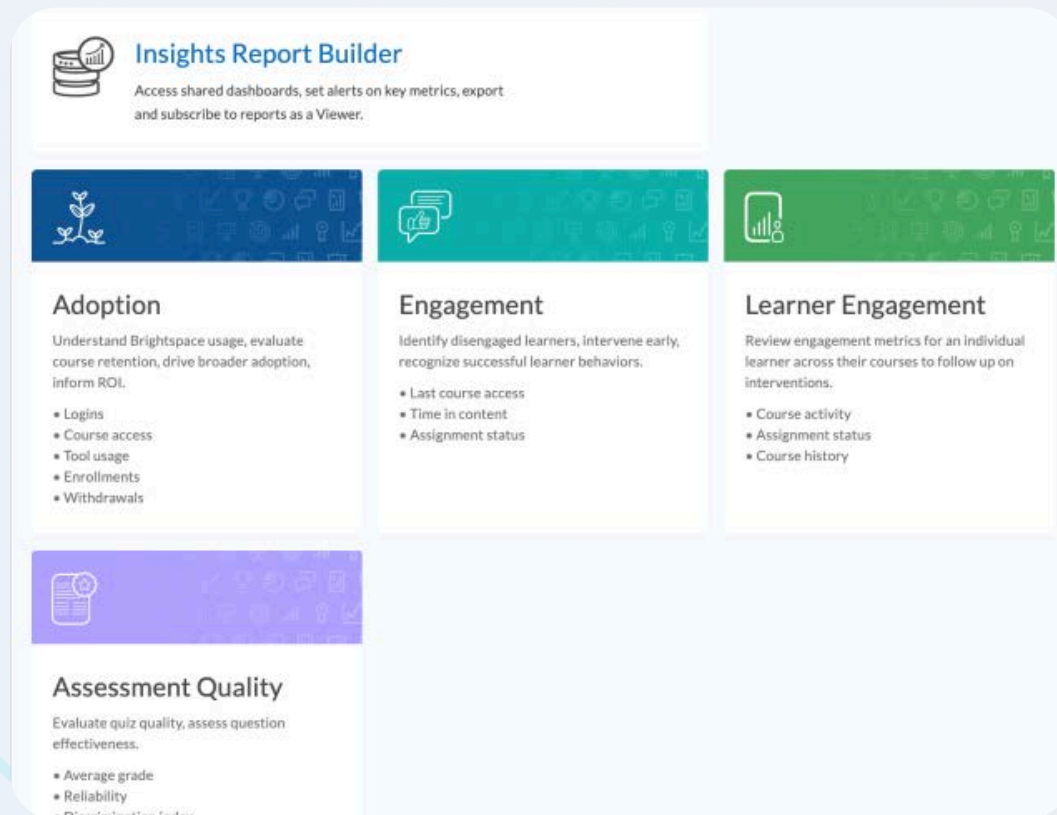 Insights Report Builder
Access shared dashboards, set alerts on key metrics, export
and subscribe to reports as a Viewer.
Adoption
Understand Brightspace usage, evaluate
course retention, drive broader adoption,
inform ROI.
• Logins
• Course access
• Tool usage
• Enrollments
• Withdrawals
Engagement
Identify disengaged learners, intervene early,
recognize successful learner behaviors.
• Last course access
• Time in content
• Assignment status
Learner Engagement
Review engagement metrics for an individual
learner across their courses to follow up on
interventions.
• Course activity
• Assignment status
• Course history
Assessment Quality
Evaluate quiz quality, assess question
effectiveness.
• Average grade
• Reliability